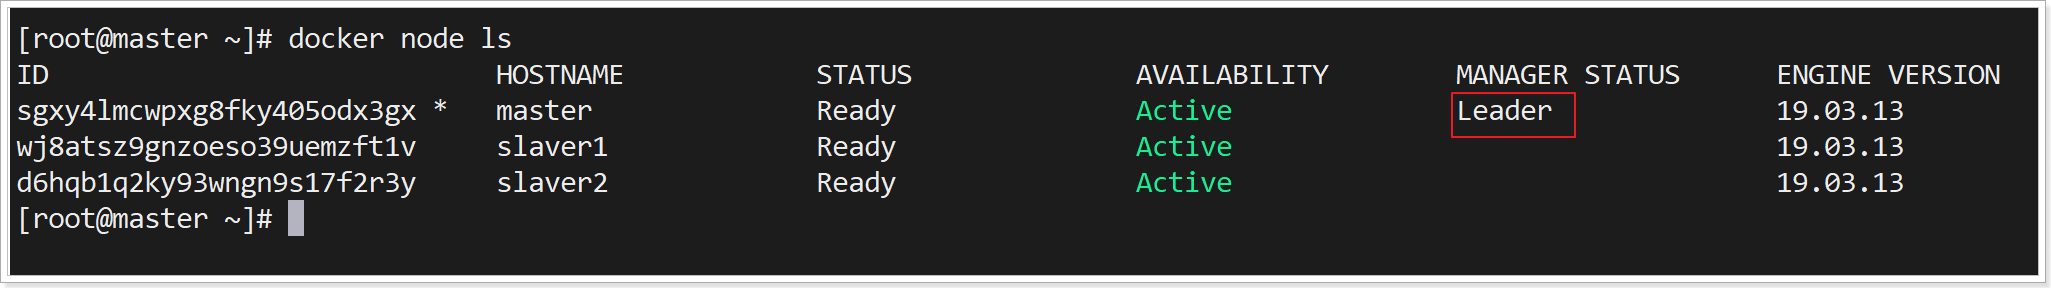 [root@master ~]# docker node ls
ID HOSTNAME STATUS AVAILABILITY MANAGER STATUS ENGINE VERSION
sgxy4lmcwpxg8fky405odx3gx * master Ready Active Leader 19.03.13
wj8atsz9gnzoeso39uemzft1v slaver1 Ready Active 19.03.13
d6hqb1q2ky93wngn9s17f2r3y slaver2 Ready Active 19.03.13
[root@master ~]#